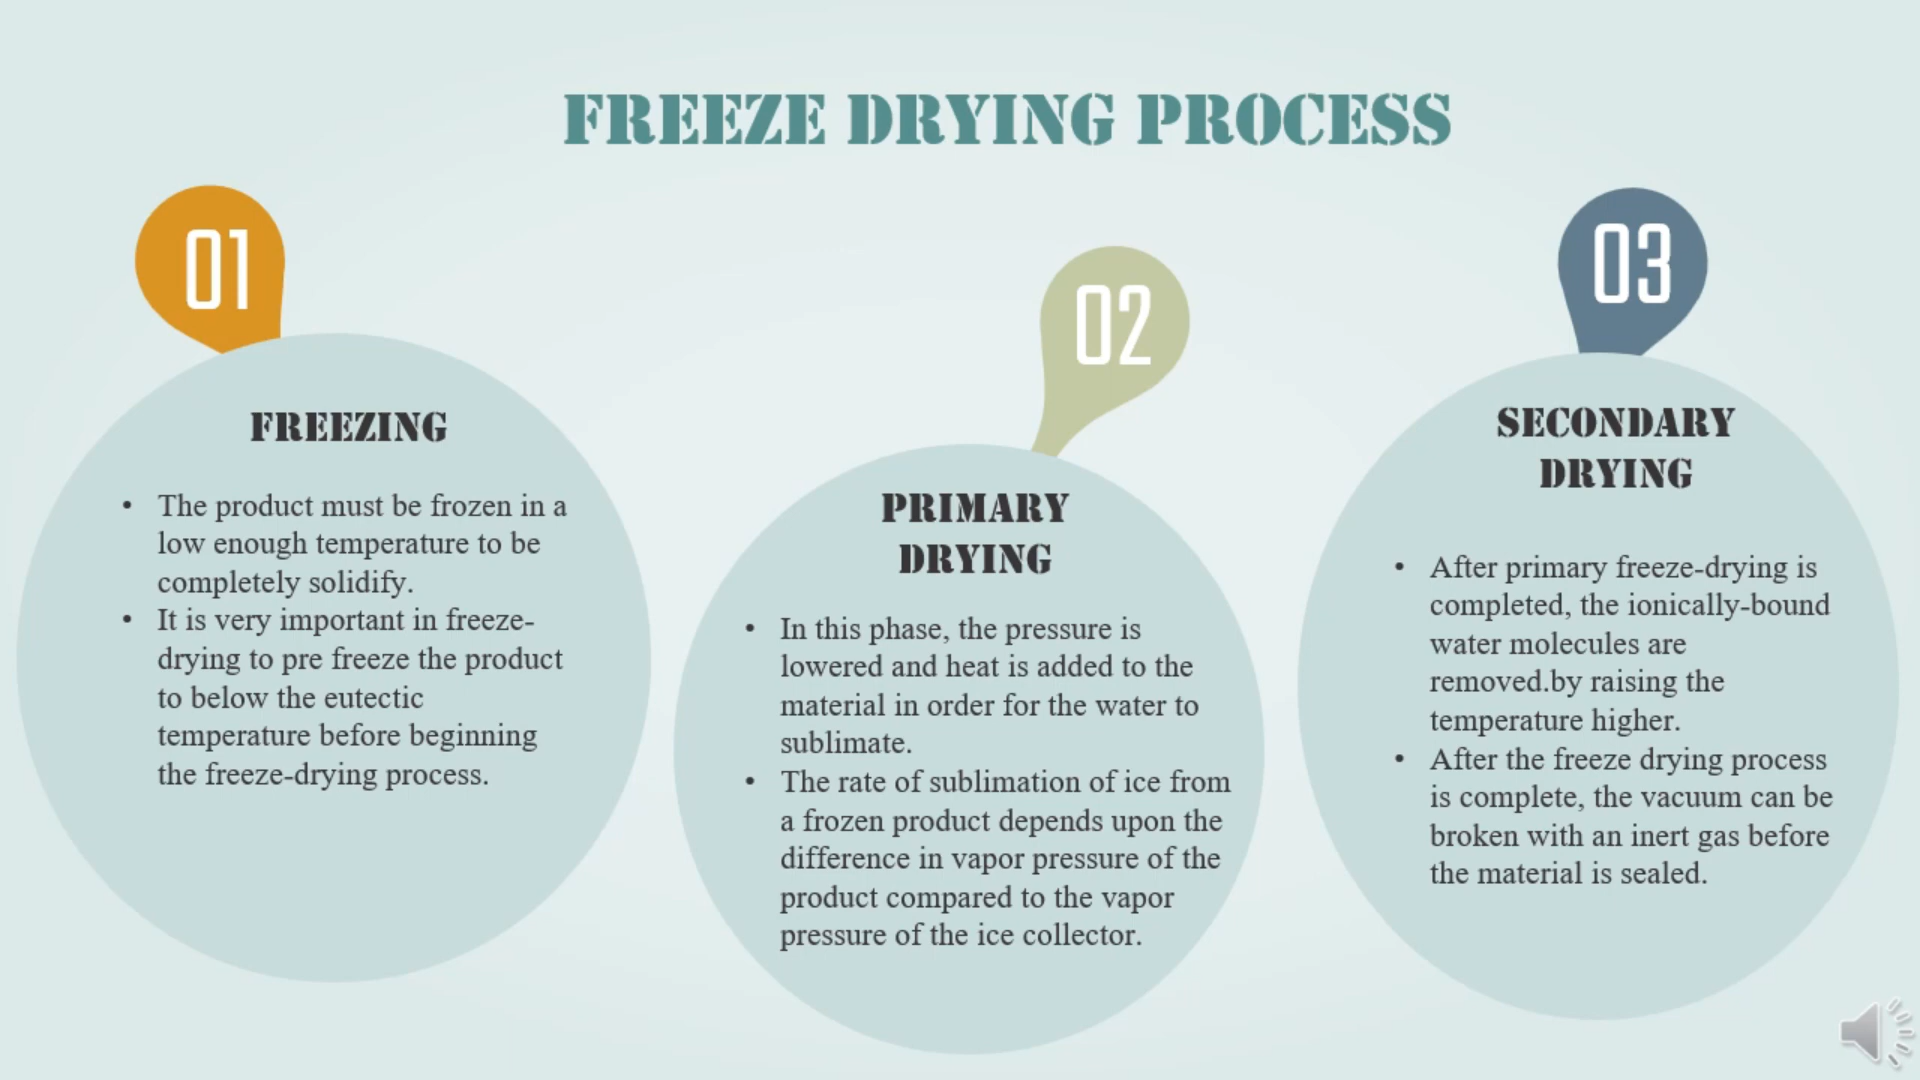 FREEZE DRYING PROCESS
01
FREEZING
• The product must be frozen in a
low enough temperature to be
completely solidify.
• It is very important in freeze-
drying to pre freeze the product
to below the eutectic
temperature before beginning
the freeze-drying process.
02
PRIMARY
DRYING
• In this phase, the pressure is
lowered and heat is added to the
material in order for the water to
sublimate.
• The rate of sublimation of ice from
a frozen product depends upon the
difference in vapor pressure of the
product compared to the vapor
pressure of the ice collector.
03
SECONDARY
DRYING
• After primary freeze-drying is
completed, the ionically-bound
water molecules are
removed.by raising the
temperature higher.
• After the freeze drying process
is complete, the vacuum can be
broken with an inert gas before
the material is sealed.